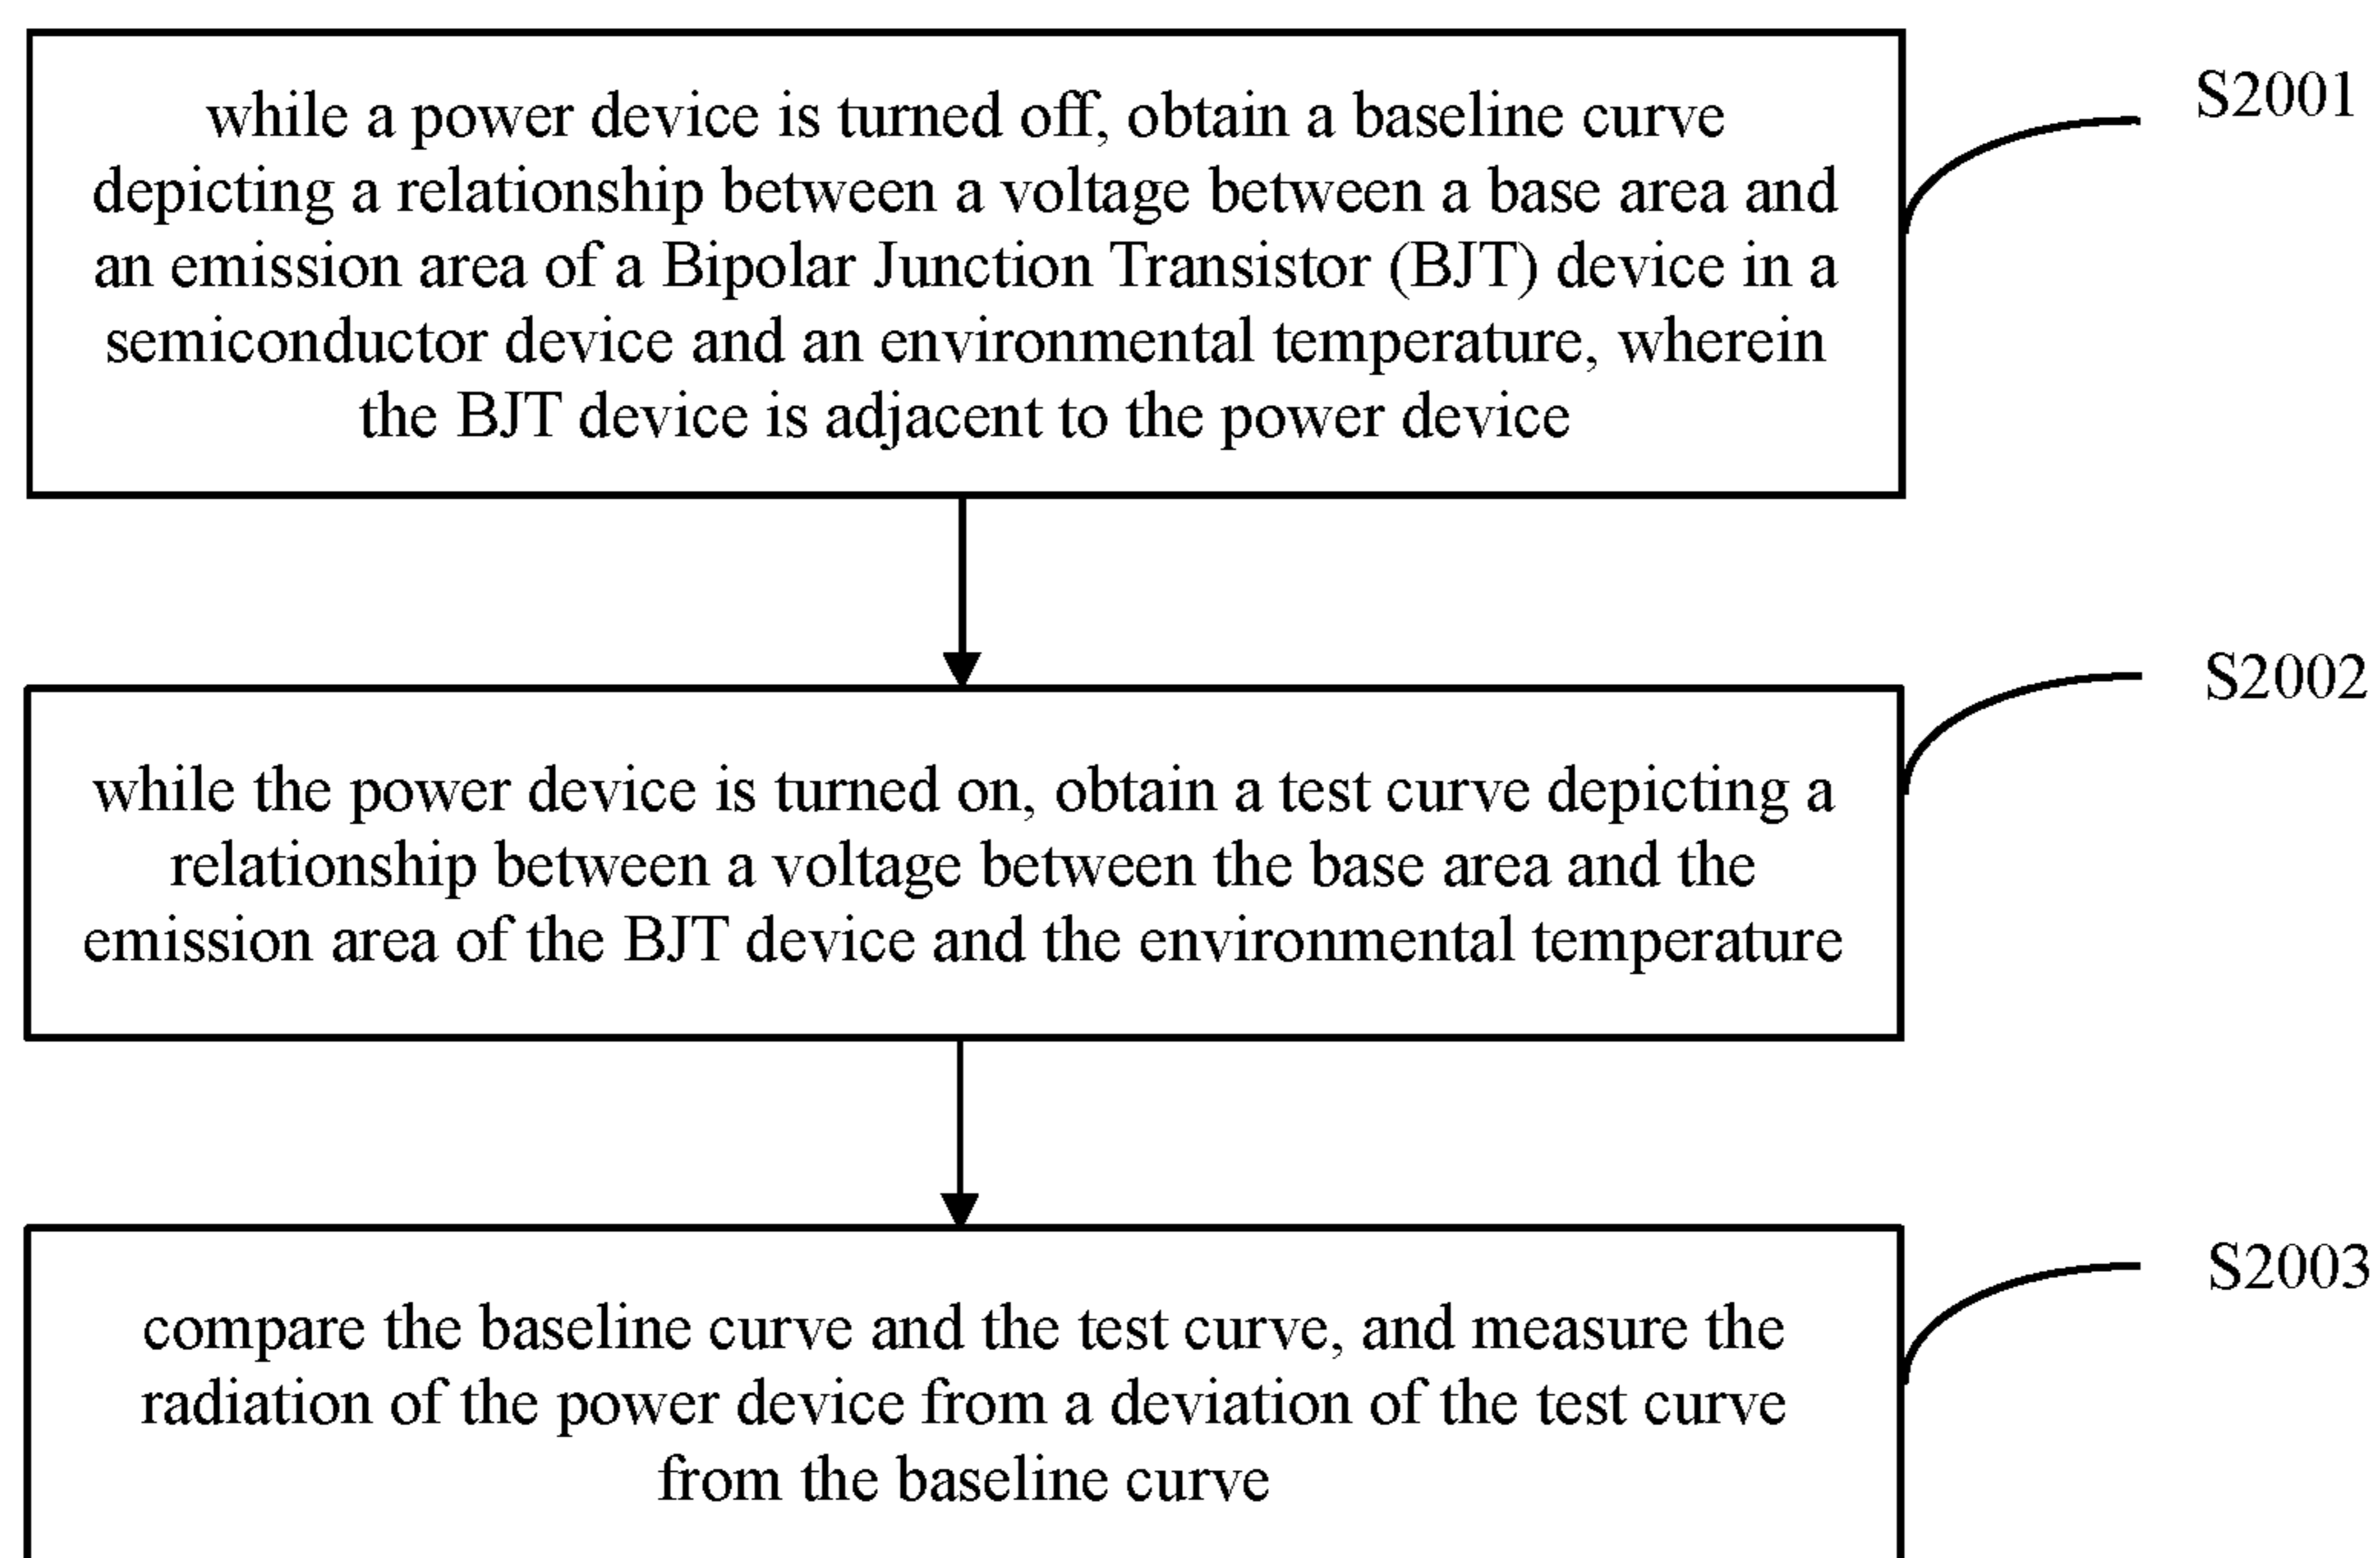 while a power device is turned off, obtain a baseline curve
depicting a relationship between a voltage between a base area and
an emission area of a Bipolar Junction Transistor (BJT) device in a
semiconductor device and an environmental temperature, wherein
the BJT device is adjacent to the power device
S2001
while the power device is turned on, obtain a test curve depicting a
relationship between a voltage between the base area and the
emission area of the BJT device and the environmental temperature
S2002
compare the baseline curve and the test curve, and measure the
radiation of the power device from a deviation of the test curve
from the baseline curve
S2003